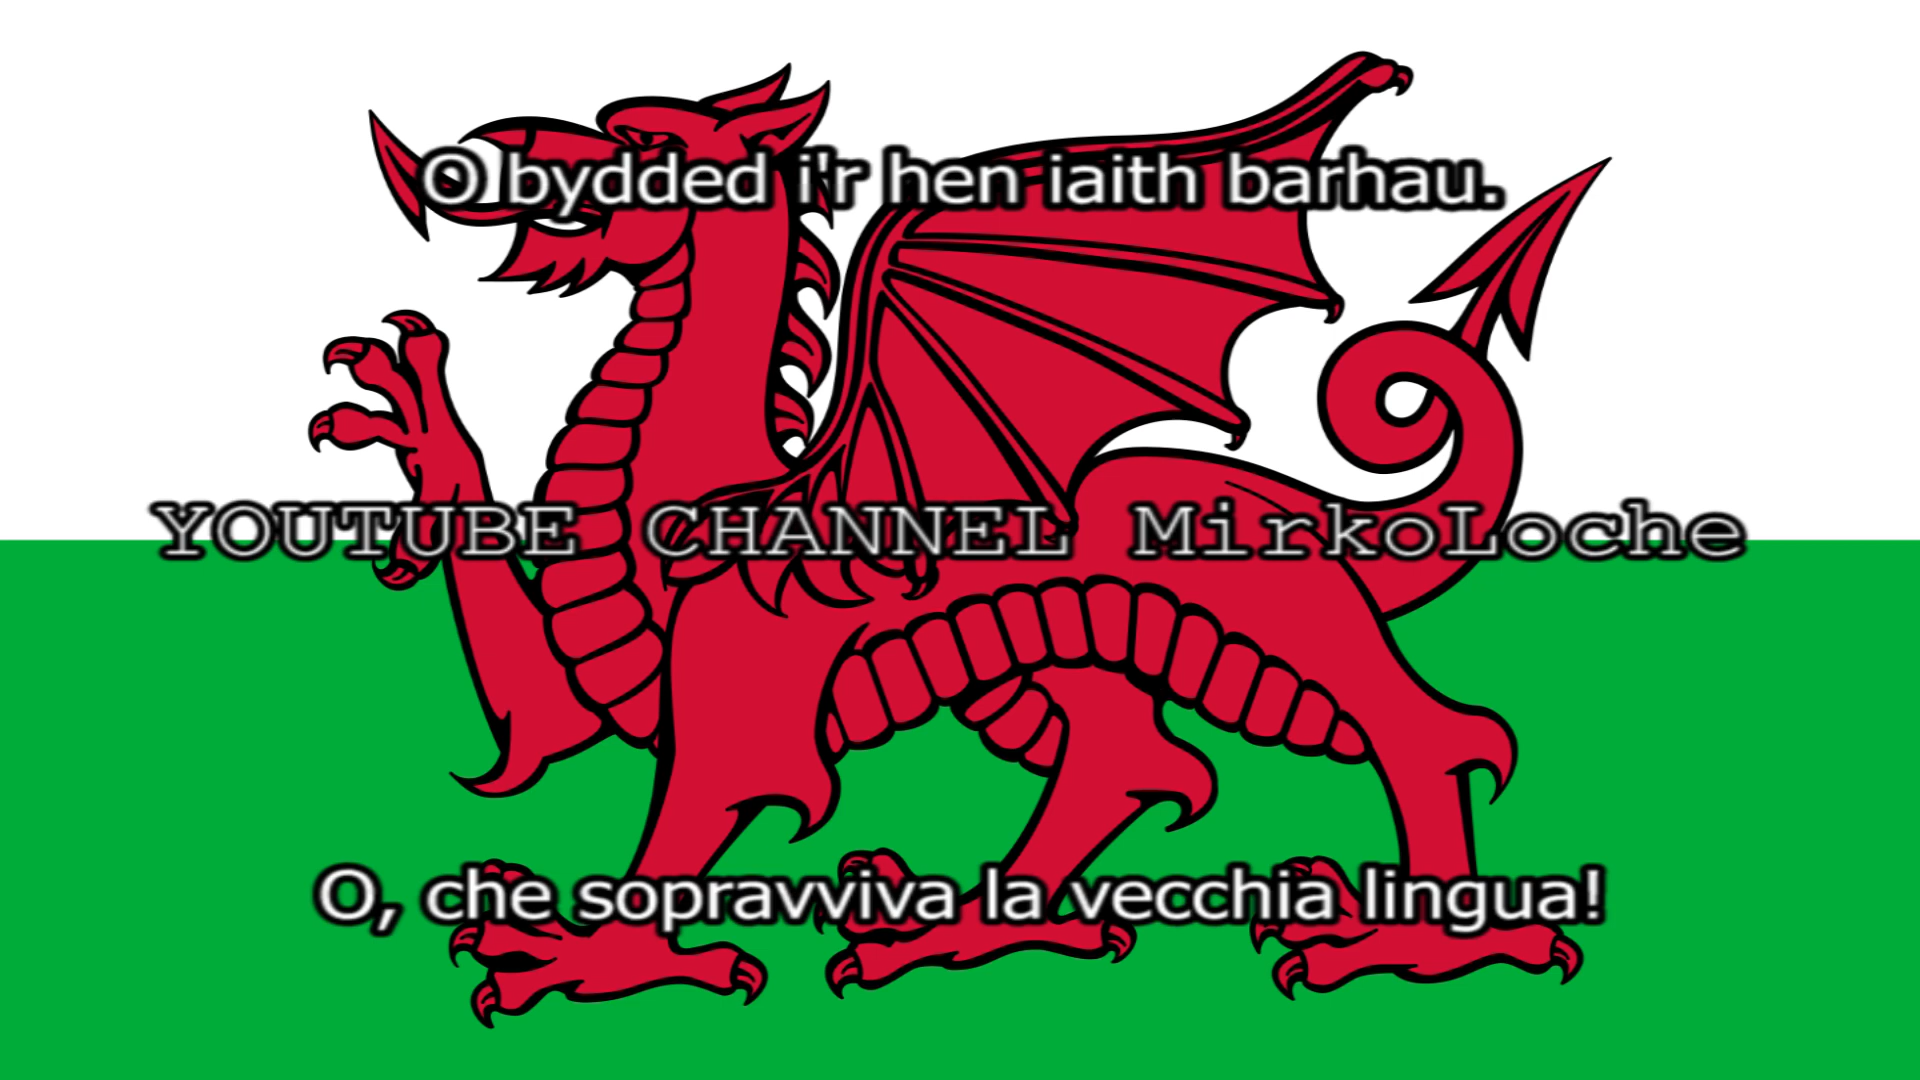 O bydded i'r hen iaith barhau.
YOUTUBE CHANNEL MirkoLoche
O, che sopravviva la vecchia lingua!